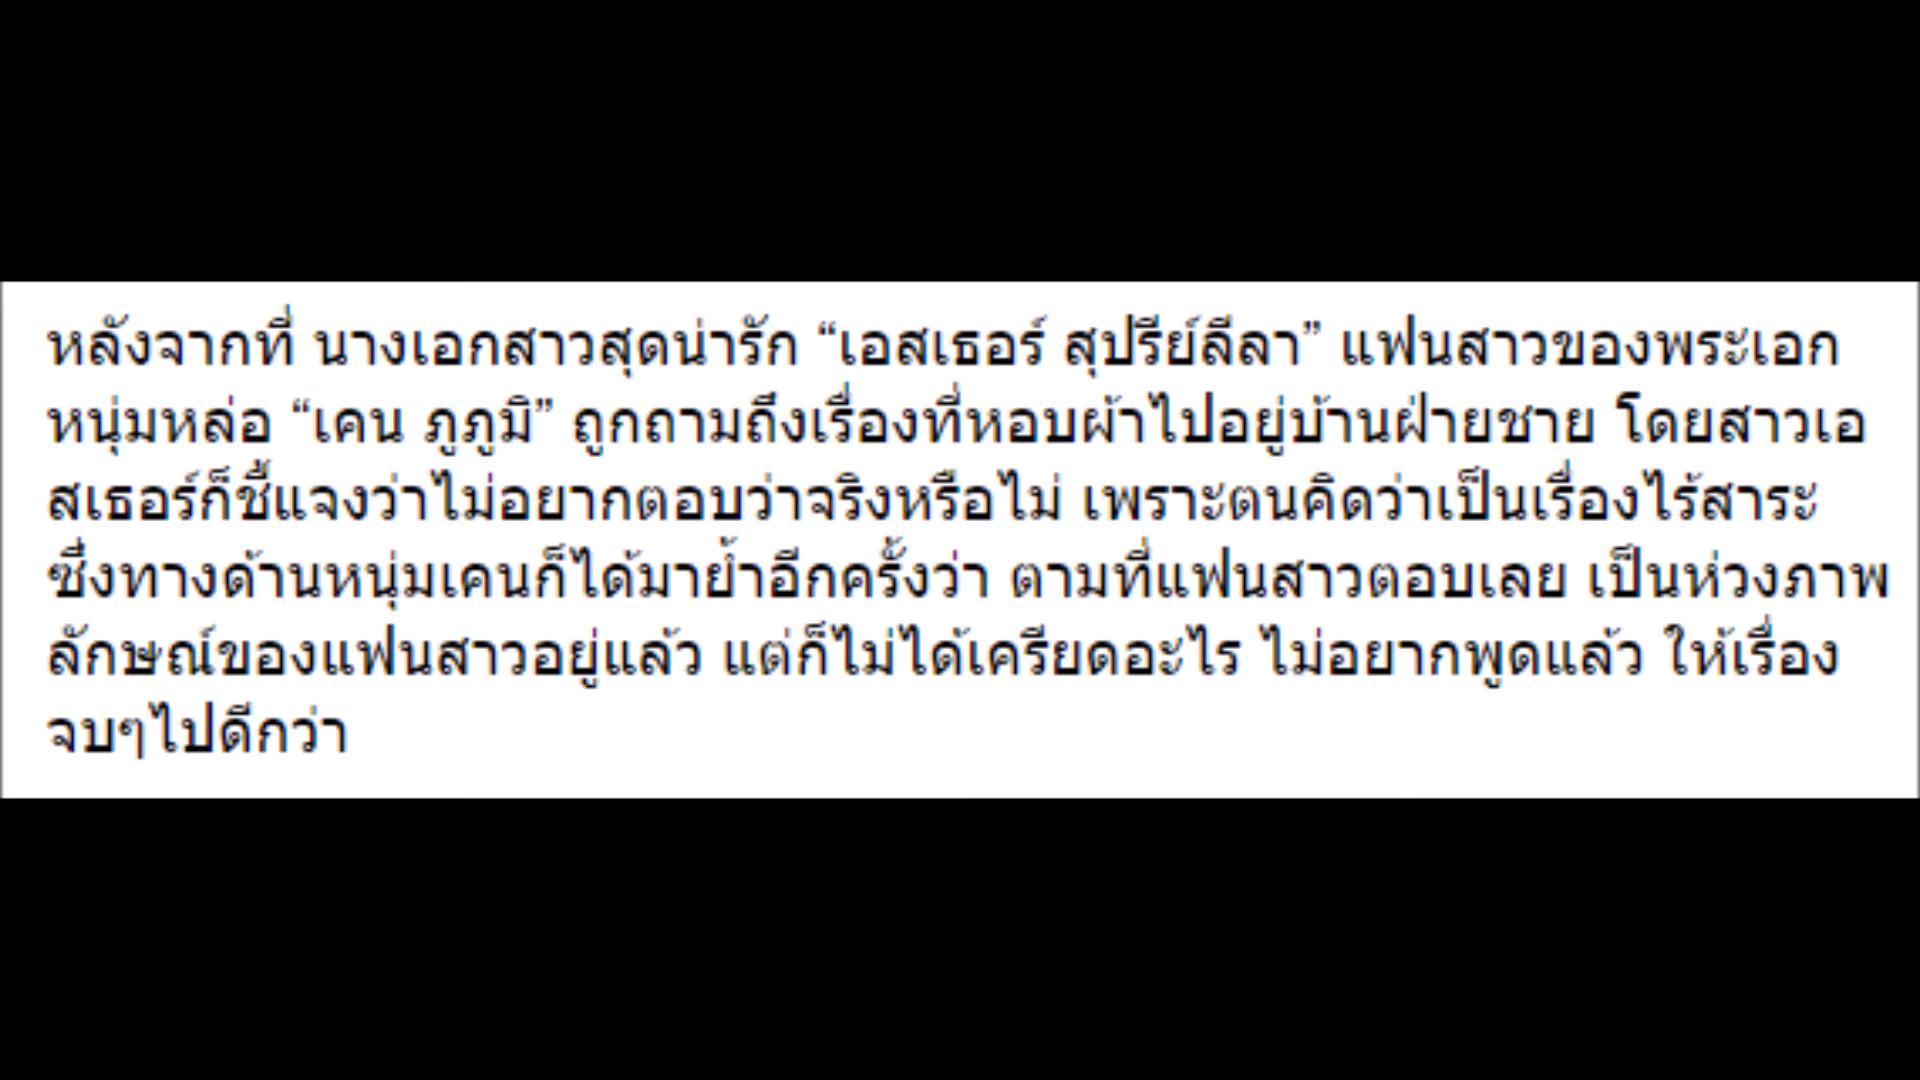 หลังจากที่ นางเอกสาวสุดน่ารัก “เอสเธอร์ สุปรีย์ลีลา” แฟนสาวของพระเอก
หนุ่มหล่อ “เคน ภูภูมิ” ถูกถามถึงเรื่องที่หอบผ้าไปอยู่บ้านฝ่ายชาย โดยสาวเอ
สเธอร์ก็ชี้แจงว่าไม่อยากตอบว่าจริงหรือไม่ เพราะตนคิดว่าเป็นเรื่องไร้สาระ
ซึ่งทางด้านหนุ่มเคนก็ได้มาย้ำอีกครั้งว่า ตามที่แฟนสาวตอบเลย เป็นห่วงภาพ
ลักษณ์ของแฟนสาวอยู่แล้ว แต่ก็ไม่ได้เครียดอะไร ไม่อยากพูดแล้ว ให้เรื่อง
จบๆไปดีกว่า